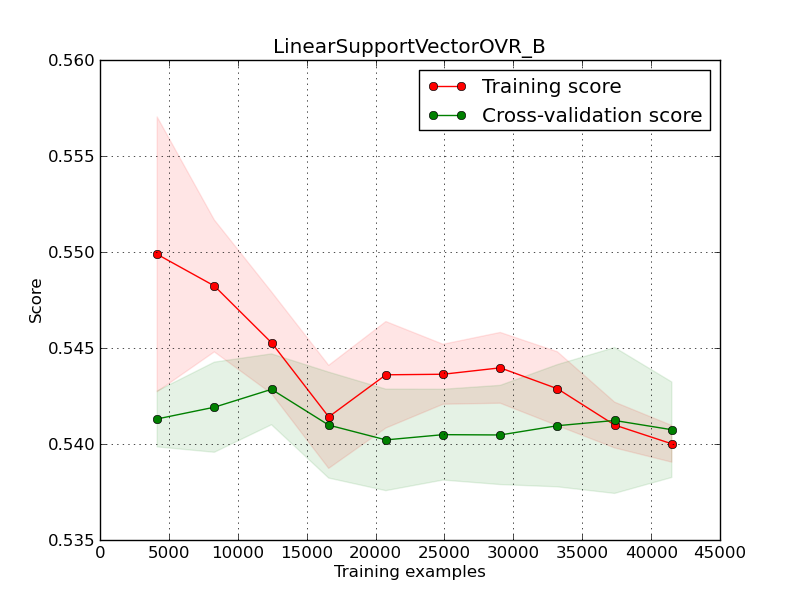 LinearSupportVectorOVR_B
Training score
Cross-validation score
0.560
0.555
0.550
0.545
0.540
0.535
Score
0 5000 10000 15000 20000 25000 30000 35000 40000 45000
Training examples